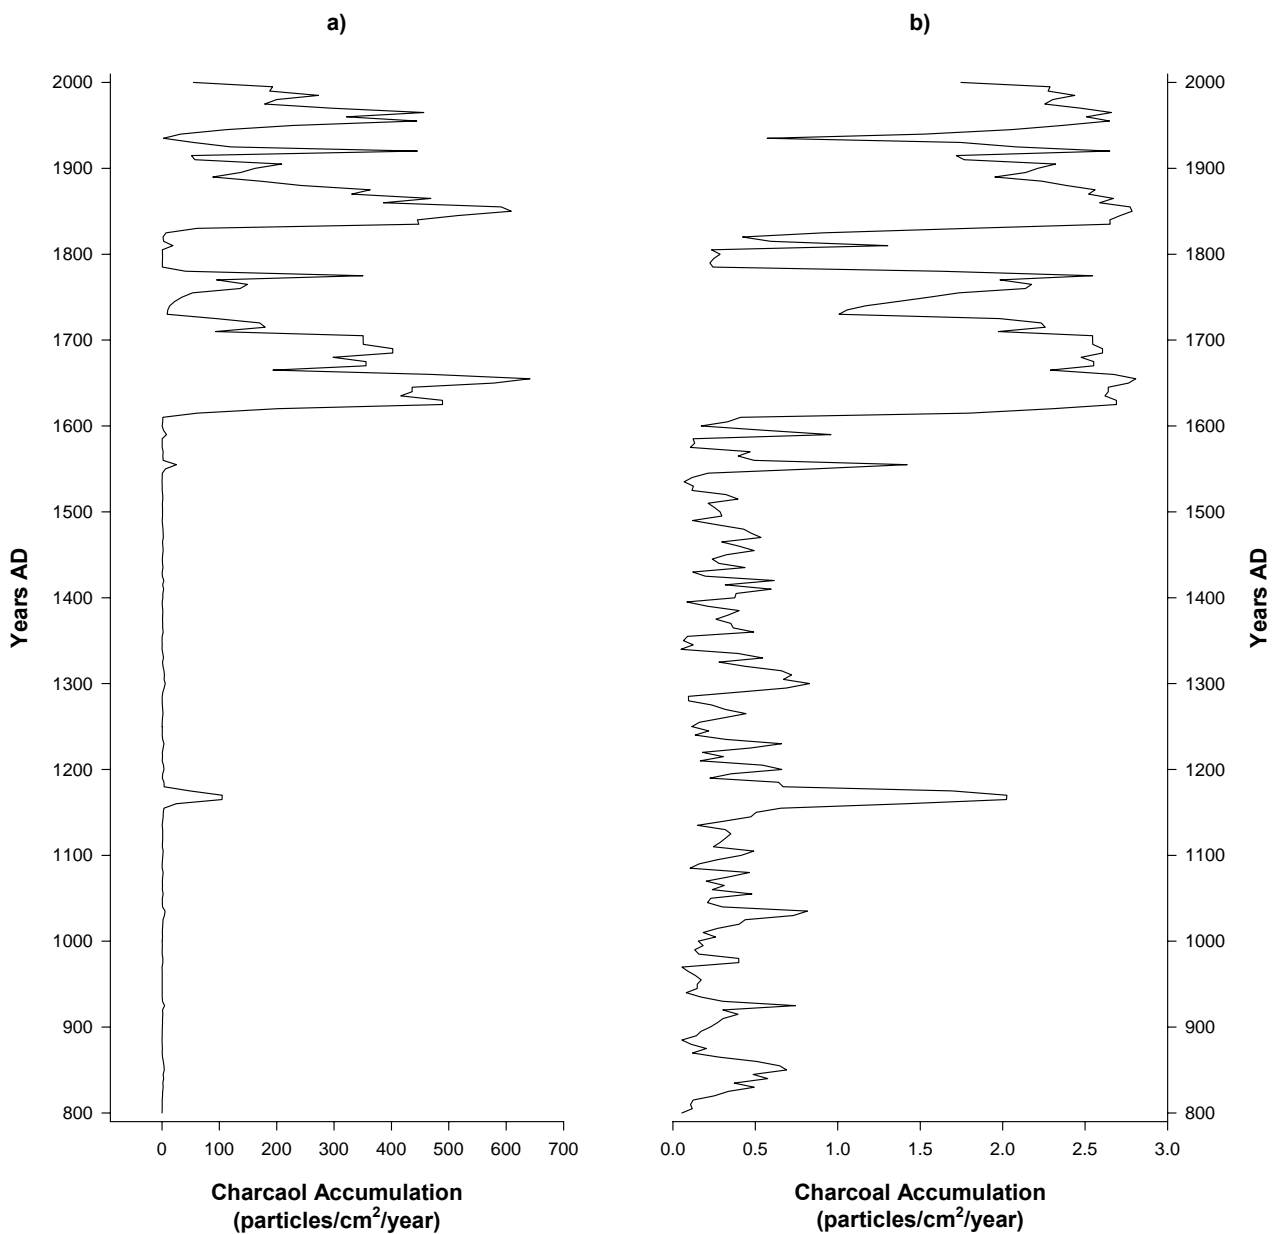 a)
b)
2000
1900
1800
1700
1600
1500
1400
1300
1200
1100
1000
900
800
Years AD
0 100 200 300 400 500 600 700
Charcaol Accumulation
(particles/cm²/year)
2000
1900
1800
1700
1600
1500
1400
1300
1200
1100
1000
900
800
Years AD
0.0 0.5 1.0 1.5 2.0 2.5 3.0
Charcoal Accumulation
(particles/cm²/year)